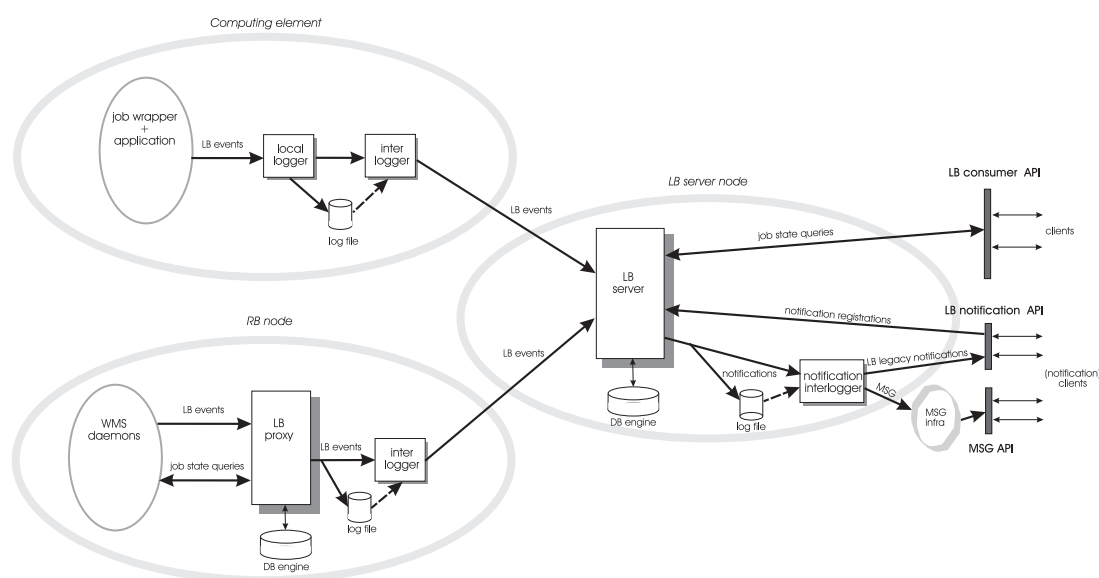 Computing element
job wrapper
+
application
LB events
local
logger
inter
logger
log file
LB events
LB server node
LB consumer API
job state queries
clients
LB
server
RB node
notification registrations
LB notification API
LB events
LB legacy notifications
notifications
notification
interlogger
(notification)
clients
MSG
DB engine
log file
MSG
infra
MSG API
WMS
daemons
LB events
LB
proxy
LB events
inter
logger
job state queries
log file
DB engine